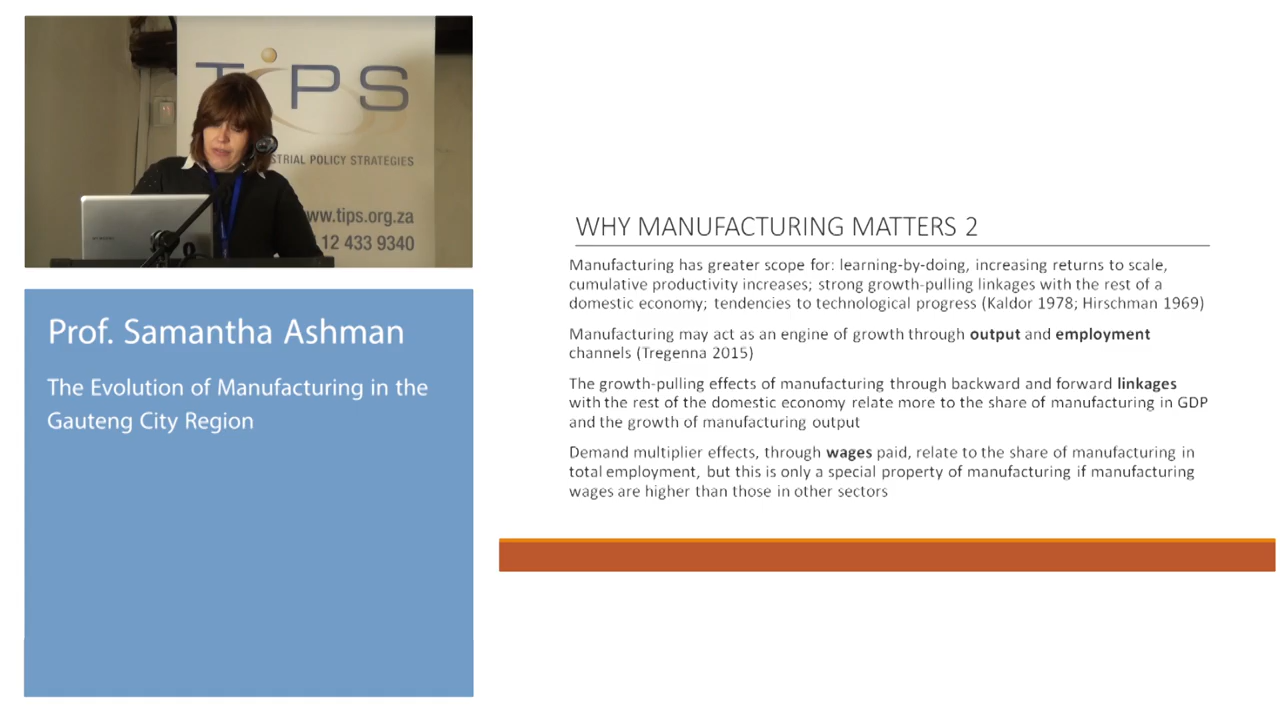 TiPS
STRIAL POLICY STRATEGIES
ww.tips.org.za
12 433 9340
Prof. Samantha Ashman
The Evolution of Manufacturing in the
Gauteng City Region
WHY MANUFACTURING MATTERS 2
Manufacturing has greater scope for: learning-by-doing, increasing returns to scale,
cumulative productivity increases; strong growth-pulling linkages with the rest of a
domestic economy; tendencies to technological progress (Kaldor 1978; Hirschman 1969)
Manufacturing may act as an engine of growth through output and employment
channels (Tregenna 2015)
The growth-pulling effects of manufacturing through backward and forward linkages
with the rest of the domestic economy relate more to the share of manufacturing in GDP
and the growth of manufacturing output
Demand multiplier effects, through wages paid, relate to the share of manufacturing in
total employment, but this is only a special property of manufacturing if manufacturing
wages are higher than those in other sectors